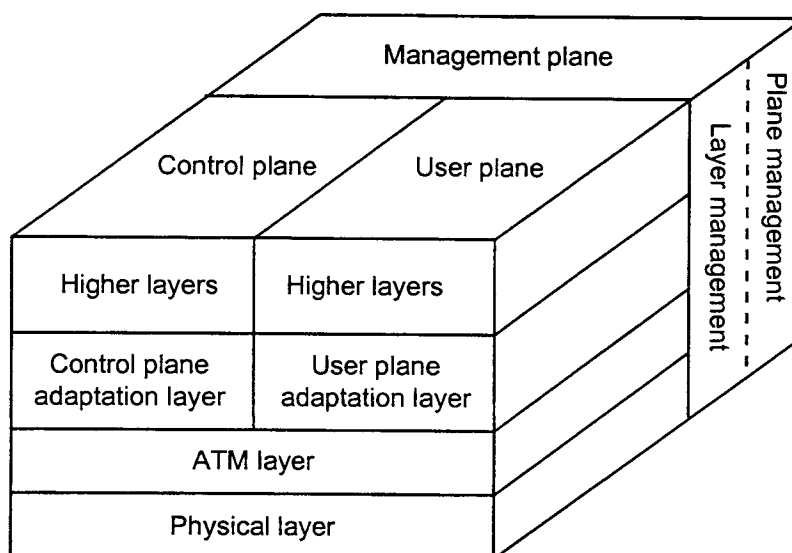 Management plane
Control plane
User plane
Plane management
Layer management
Higher layers
Higher layers
Control plane
adaptation layer
User plane
adaptation layer
ATM layer
Physical layer